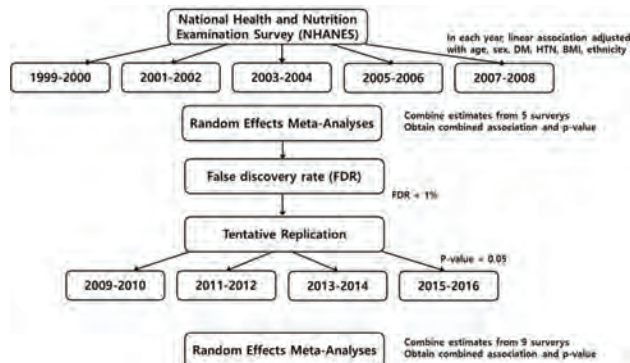 National Health and Nutrition
Examination Survey (NHANES)
In each year, linear association adjusted
with age, sex, DM, HTN, BMI, ethnicity
1999-2000
2001-2002
2003-2004
2005-2006
2007-2008
Random Effects Meta-Analyses
Combine estimates from 5 surverys
Obtain combined association and p-value
False discovery rate (FDR)
FDR < 1%
Tentative Replication
P-value < 0.05
2009-2010
2011-2012
2013-2014
2015-2016
Random Effects Meta-Analyses
Combine estimates from 9 surverys
Obtain combined association and p-value